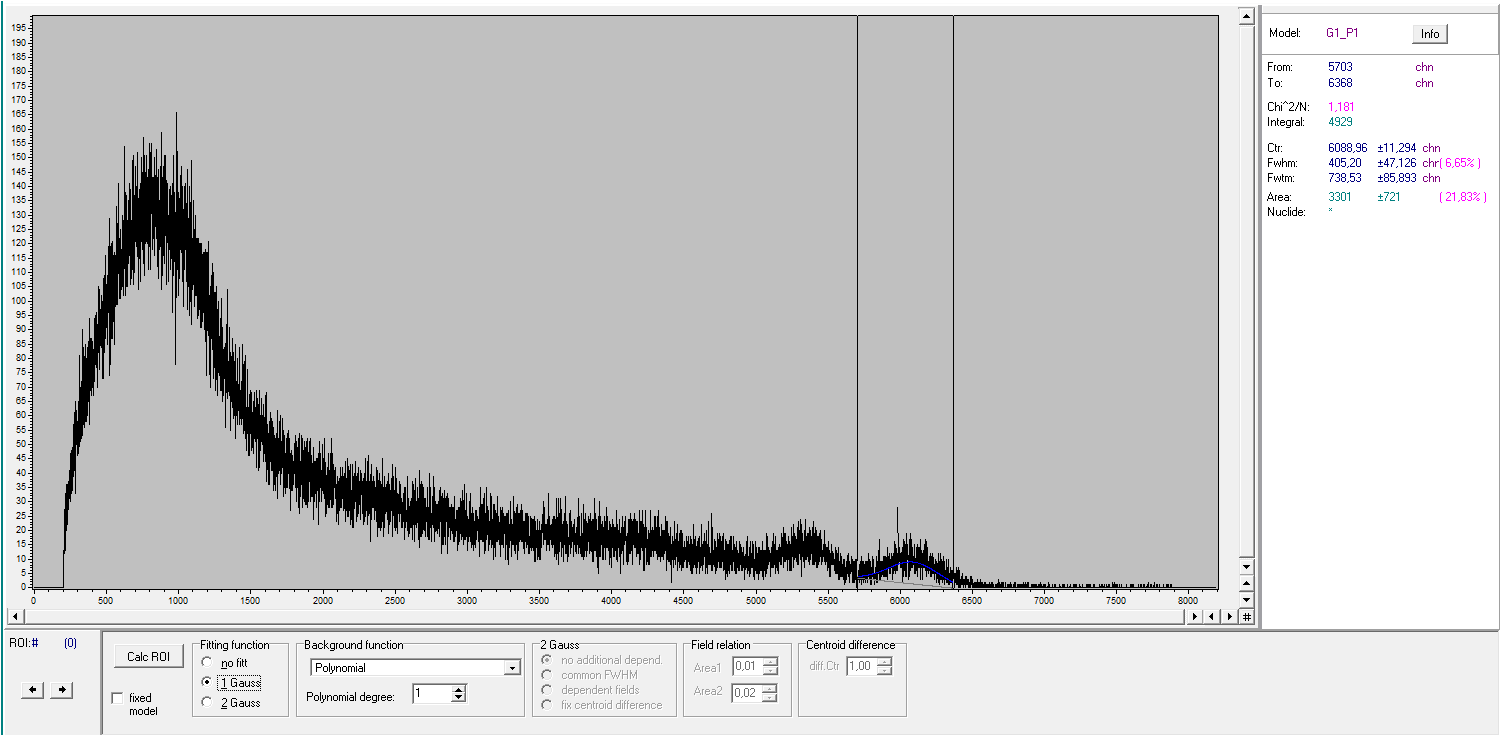 195
190
185
180
175
170
165
160
155
150
145
140
135
130
125
120
115
110
105
100
95
90
85
80
75
70
65
60
55
50
45
40
35
30
25
20
15
10
5
0
0 500 1000 1500 2000 2500 3000 3500 4000 4500 5000 5500 6000 6500 7000 7500 8000
#
Model: G1_P1 Info
From: 5703 chn
To: 6368 chn
Chi^2/N: 1,181
Integral: 4929
Ctr: 6088,96 ±11,294 chn
Fwhm: 405,20 ±47,126 chr( 6,65% )
Fwtm: 738,53 ±85,893 chn
Area: 3301 ±721 ( 21,83% )
Nuclide: *
ROI:# (0)
Calc ROI
fixed
model
Fitting function
no fitt
1 Gauss
2 Gauss
Background function
Polynomial
Polynomial degree: 1
2 Gauss
no additional depend.
common FWHM
dependent fields
fix centroid difference
Field relation
Area1 0,01
Area2 0,02
Centroid difference
diff.Ctr 1,00